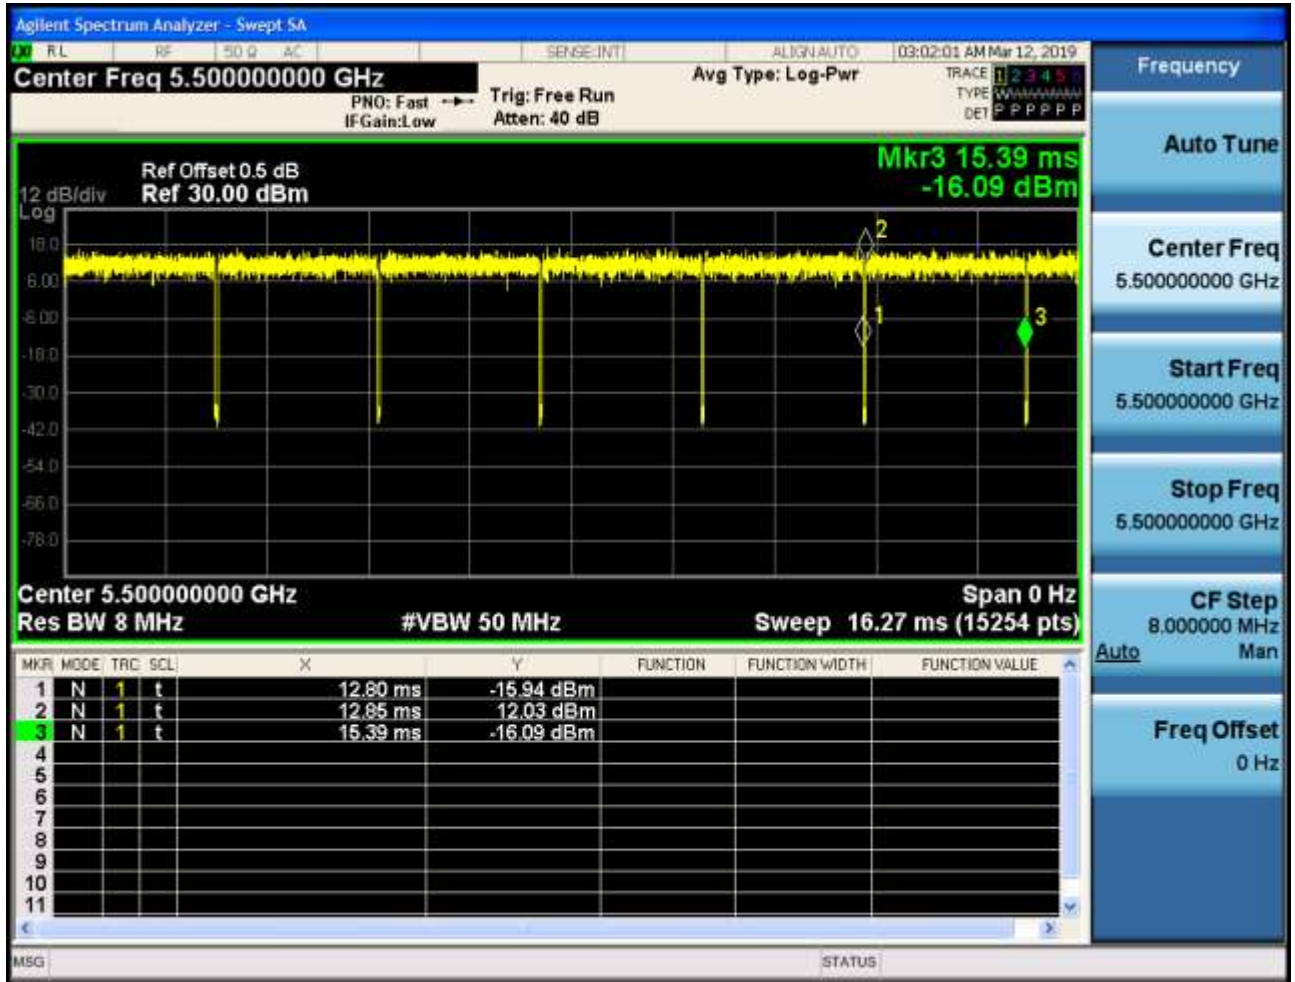 Agilent Spectrum Analyzer - Swept SA
RL RF 50 Ω AC SENSE:INT ALIGN AUTO 03:02:01 AM Mar 12, 2019
Center Freq 5.500000000 GHz
Avg Type: Log-Pwr
TRACE 1 2 3 4 5 6
TYPE
DET P P P P P P
PNO: Fast
IFGain:Low
Trig: Free Run
Atten: 40 dB
Mkr3 15.39 ms
-16.09 dBm
Ref Offset 0.5 dB
12 dB/div Ref 30.00 dBm
Log
18.0
6.00
-6.00
-18.0
-30.0
-42.0
-54.0
-66.0
-78.0
2
1
3
Center 5.500000000 GHz Span 0 Hz
Res BW 8 MHz #VBW 50 MHz Sweep 16.27 ms (15254 pts)
MKR MODE TRC SCL X Y FUNCTION FUNCTION WIDTH FUNCTION VALUE
1 N 1 t 12.80 ms -15.94 dBm
2 N 1 t 12.85 ms 12.03 dBm
3 N 1 t 15.39 ms -16.09 dBm
4
5
6
7
8
9
10
11
MSG STATUS
Frequency
Auto Tune
Center Freq
5.500000000 GHz
Start Freq
5.500000000 GHz
Stop Freq
5.500000000 GHz
CF Step
8.000000 MHz
Auto Man
Freq Offset
0 Hz